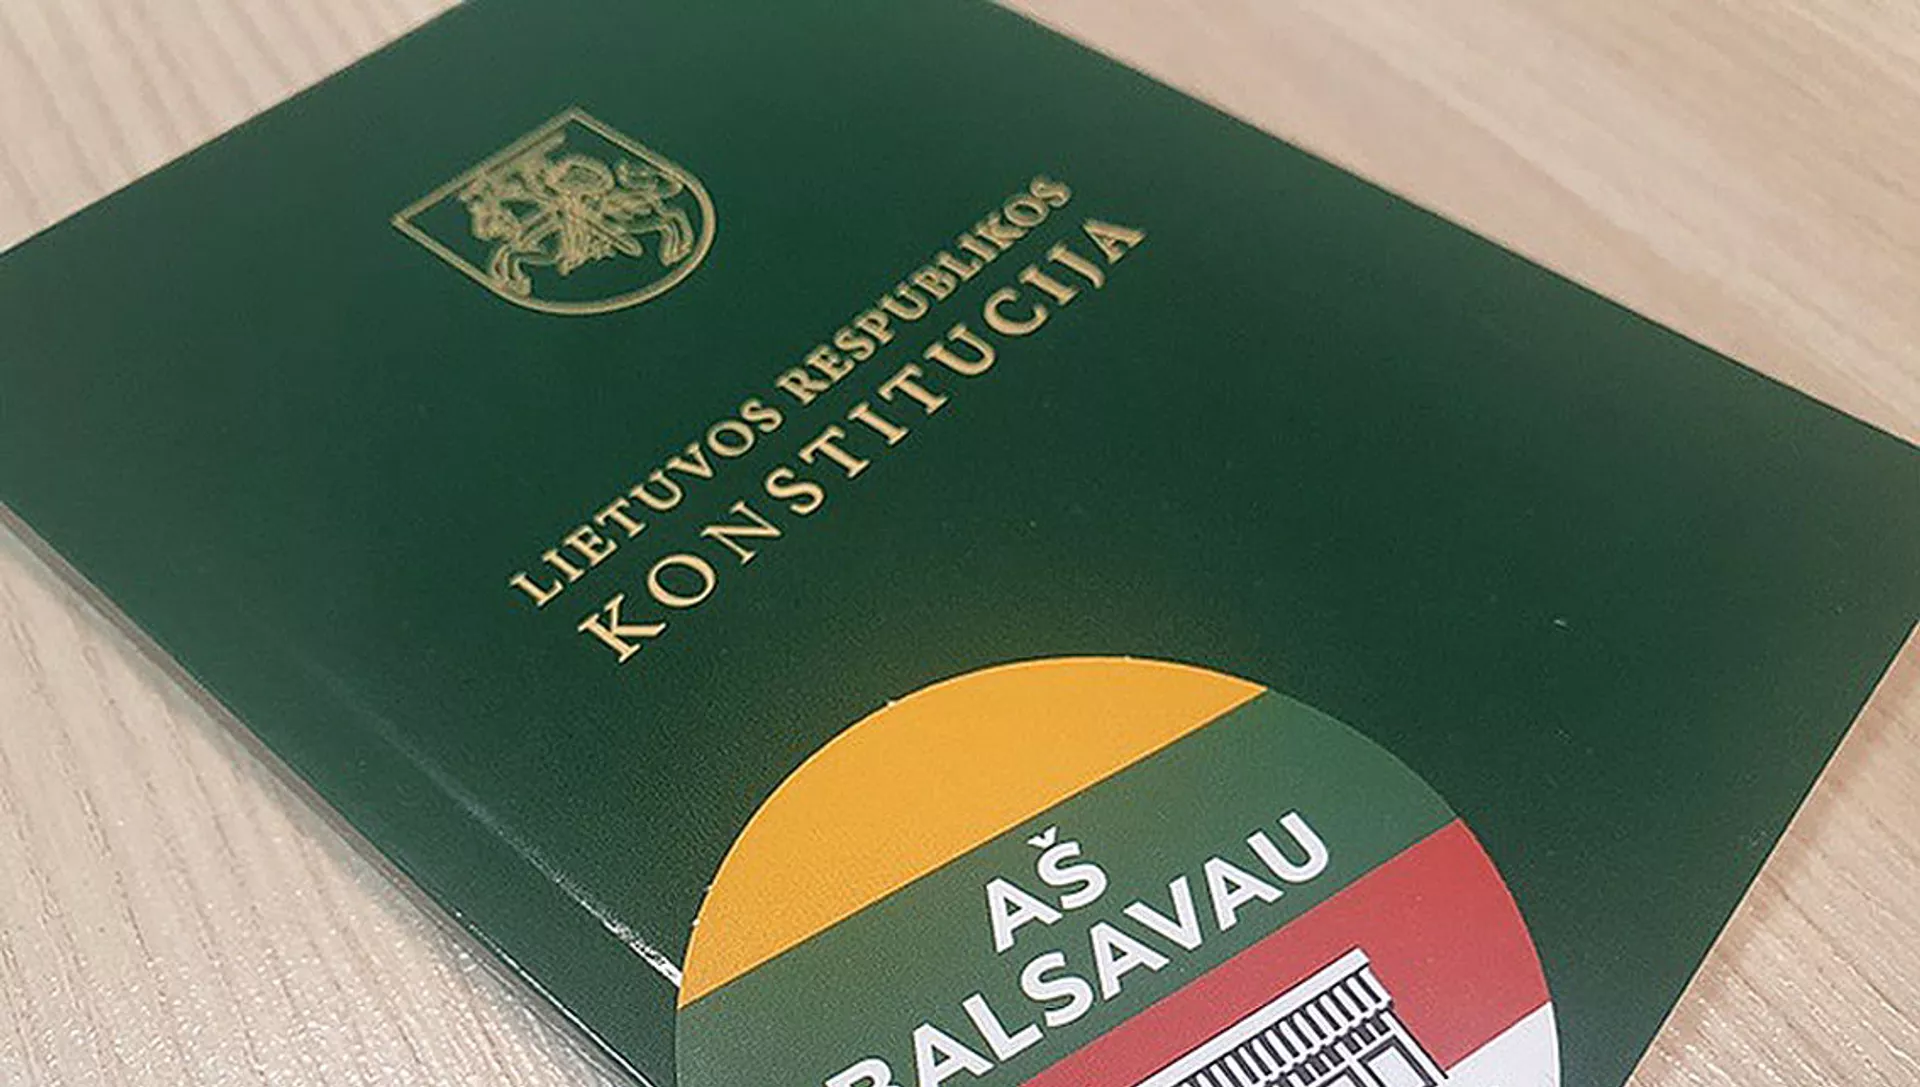 LIETUVOS RESPUBLIKOS
KONSTITUCIJA
AŠ
BALSAVAU